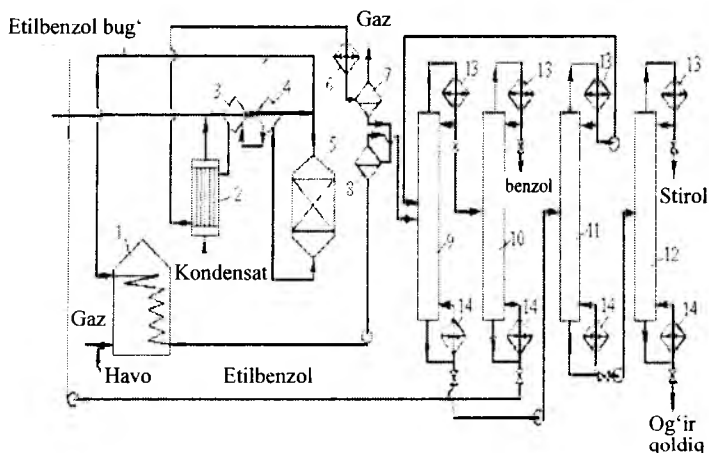 Etilbenzol bug‘
Gaz
3
4
6
7
13
13
13
13
5
8
2
1
benzol
Stirol
9
10
11
12
Kondensat
Gaz
14
14
14
14
Havo
Etilbenzol
Og‘ir
qoldiq